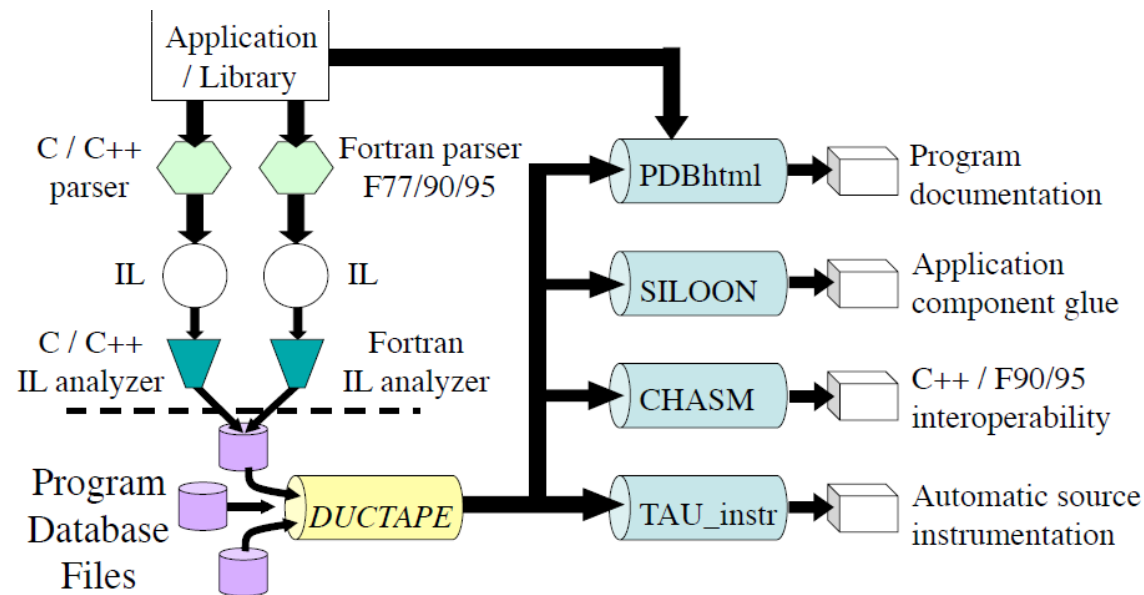 Application
/ Library
C / C++
parser
Fortran parser
F77/90/95
IL
IL
C / C++
IL analyzer
Fortran
IL analyzer
Program
Database
Files
DUCTAPE
PDBhtml
Program
documentation
SILOON
Application
component glue
CHASM
C++ / F90/95
interoperability
TAU_instr
Automatic source
instrumentation